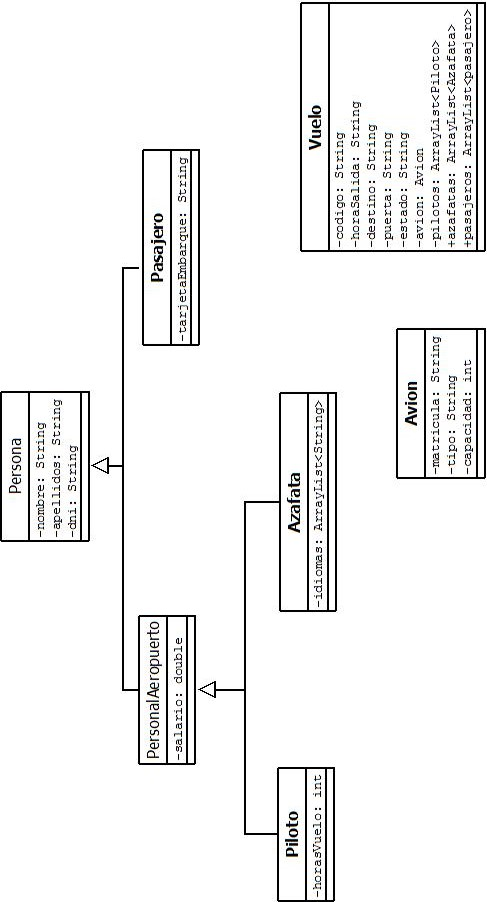 Persona
-nombre: String
-apellidos: String
-dni: String
PersonalAeropuerto
-salario: double
Pasajero
-tarjetaEmbarque: String
Piloto
-horasVuelo: int
Azafata
-idiomas: ArrayList<String>
Avion
-matricula: String
-tipo: String
-capacidad: int
Vuelo
-codigo: String
-horaSalida: String
-destino: String
-puerta: String
-estado: String
-avion: Avion
-pilotos: ArrayList<Piloto>
+azafatas: ArrayList<Azafata>
+pasajeros: ArrayList<pasajero>